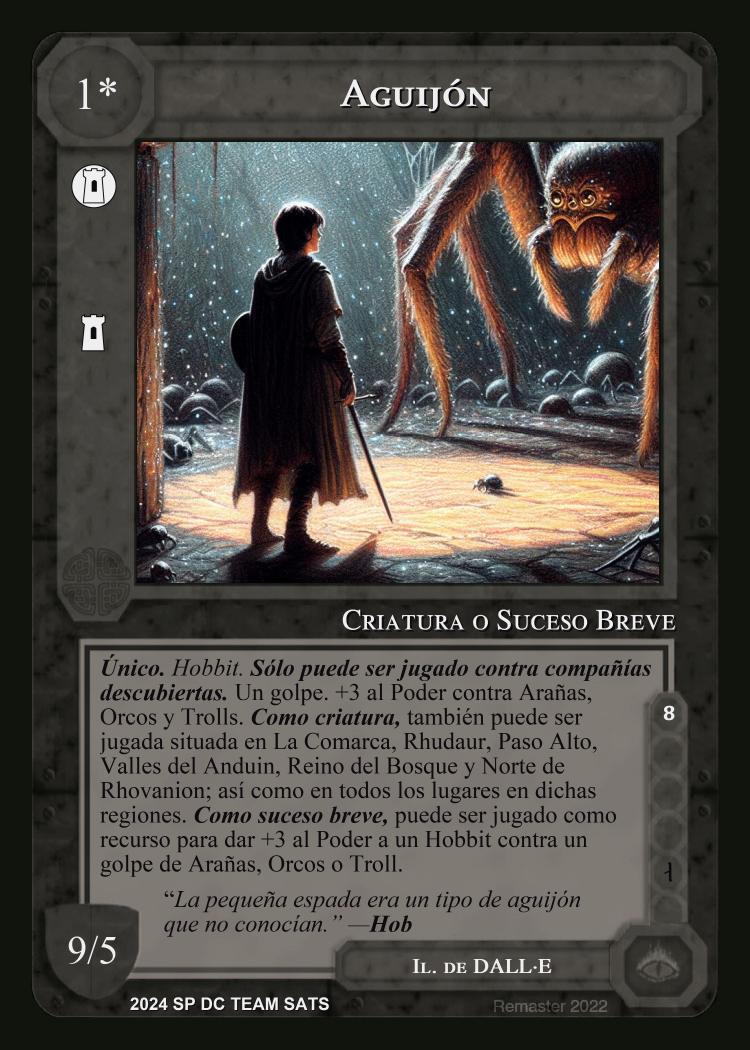 1*
Aguijón
Criatura o Suceso Breve
Único. Hobbit. Sólo puede ser jugado contra compañías
descubiertas. Un golpe. +3 al Poder contra Arañas,
Orcos y Trolls. Como criatura, también puede ser
jugada situada en La Comarca, Rhudaur, Paso Alto,
Valles del Anduin, Reino del Bosque y Norte de
Rhovanion; así como en todos los lugares en dichas
regiones. Como suceso breve, puede ser jugado como
recurso para dar +3 al Poder a un Hobbit contra un
golpe de Arañas, Orcos o Troll.
8
“La pequeña espada era un tipo de aguijón
que no conocían.” —Hob
9/5
Il. de DALL·E
2024 SP DC TEAM SATS
Remaster 2022